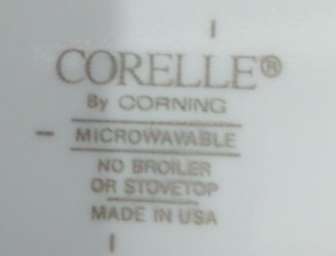 CORELLE®
By CORNING
MICROWAVABLE
NO BROILER
OR STOVETOP
MADE IN USA